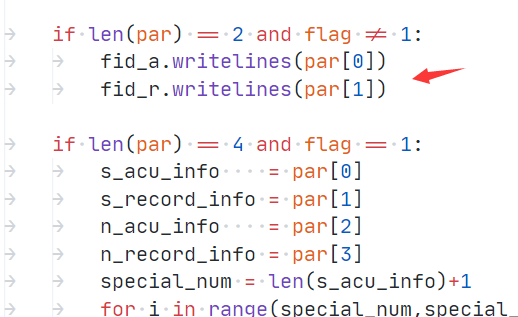 if len(par) == 2 and flag != 1:
fid_a.writelines(par[0])
fid_r.writelines(par[1])
if len(par) == 4 and flag == 1:
s_acu_info = par[0]
s_record_info = par[1]
n_acu_info = par[2]
n_record_info = par[3]
special_num = len(s_acu_info)+1
for i in range(special_num,special_